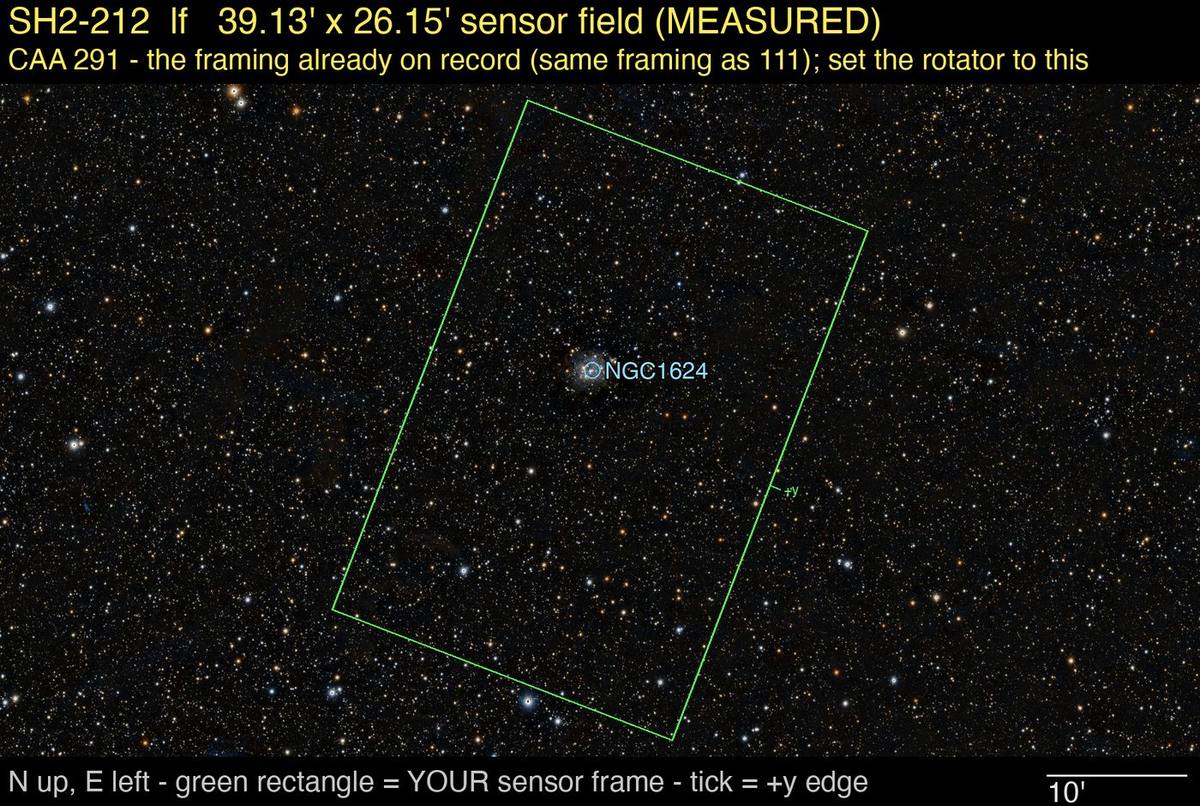 SH2-212 lf 39.13' x 26.15' sensor field (MEASURED)
CAA 291 - the framing already on record (same framing as 111); set the rotator to this
NGC1624
+y
N up, E left - green rectangle = YOUR sensor frame - tick = +y edge
10'